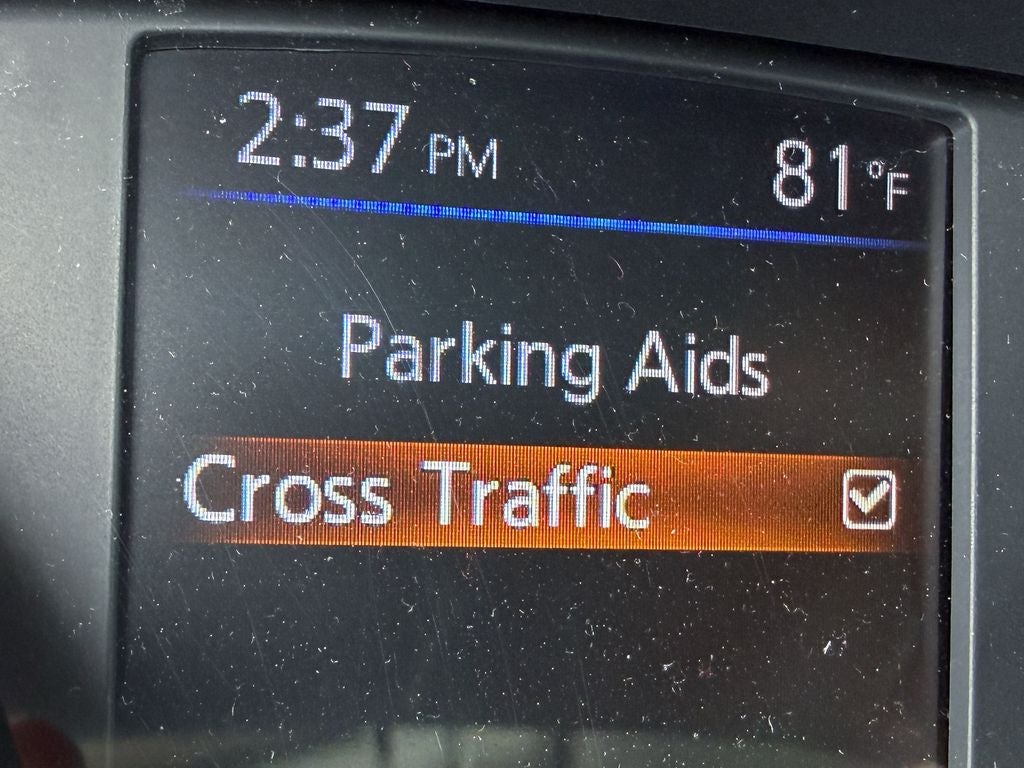 2:37 PM 81°F
Parking Aids
Cross Traffic